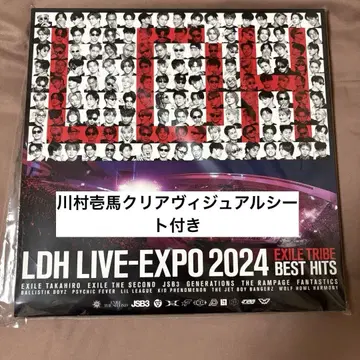 LDH
川村壱馬クリアヴィジュアルシー
ト付き
LDH LIVE-EXPO 2024 EXILE TRIBE BEST HITS
EXILE TAKAHIRO EXILE THE SECOND JSB3 GENERATIONS THE RAMPAGE FANTASTICS
BALLISTIK BOYZ PSYCHIC FEVER LIL LEAGUE KID PHENOMENON THE JET BOY BANGERZ WOLF HOWL HARMONY
JSB3